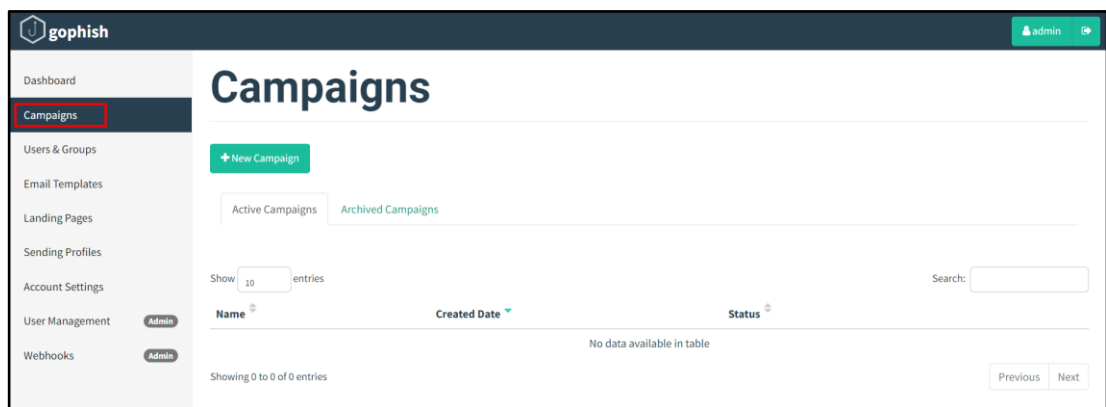 gophish
admin
Dashboard
Campaigns
Users & Groups
Email Templates
Landing Pages
Sending Profiles
Account Settings
User Management Admin
Webhooks Admin
Campaigns
New Campaign
Active Campaigns Archived Campaigns
Show 10 entries Search:
Name Created Date Status
No data available in table
Showing 0 to 0 of 0 entries Previous Next